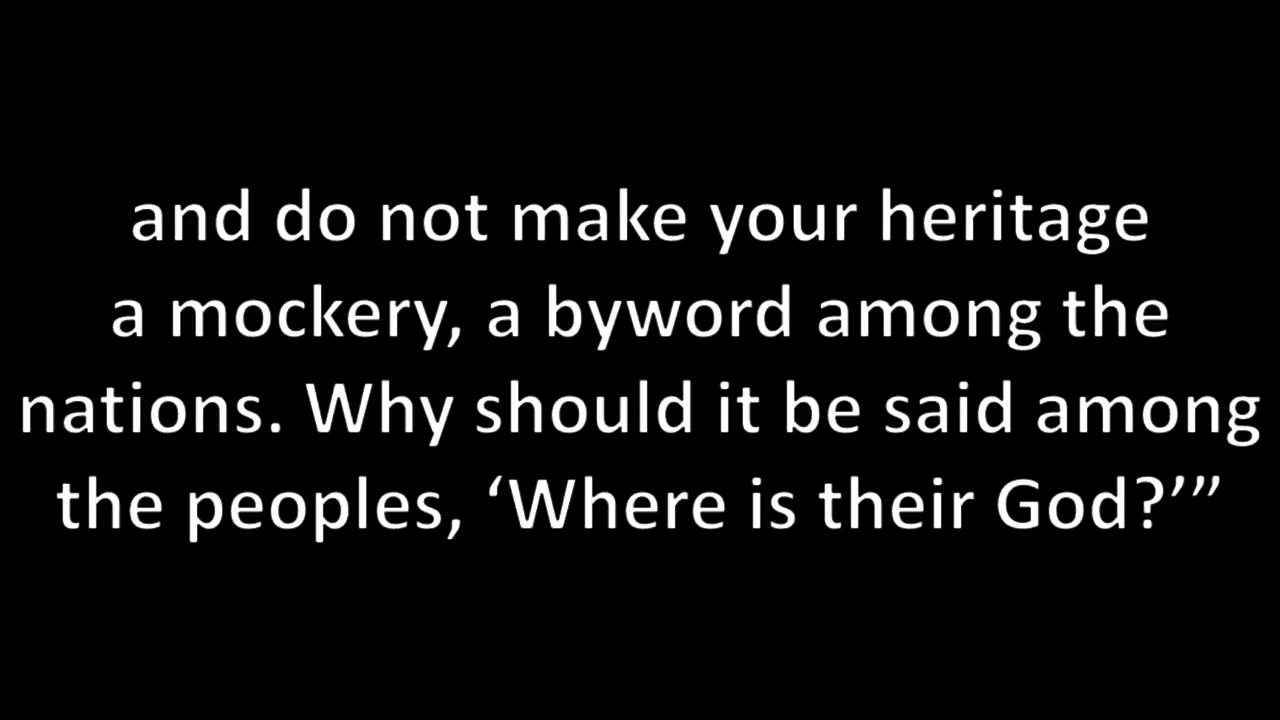 and do not make your heritage
a mockery, a byword among the
nations. Why should it be said among
the peoples, ‘Where is their God?’”